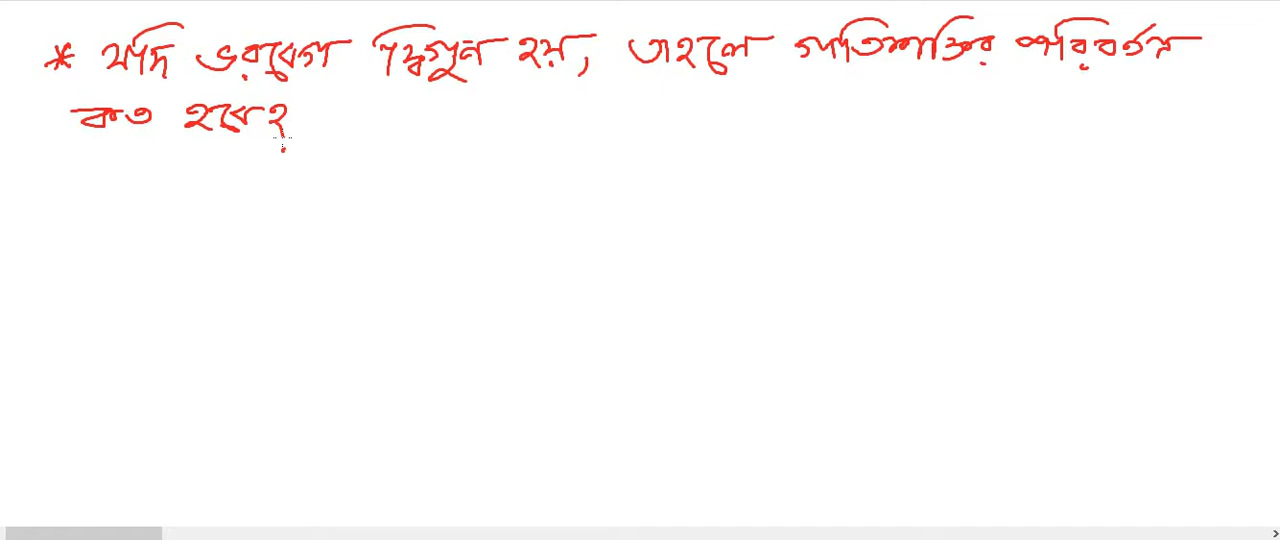 * যদি ভরবেগ দ্বিগুন হয়, তাহলে গতিশক্তির পরিবর্তন
কত হবে?